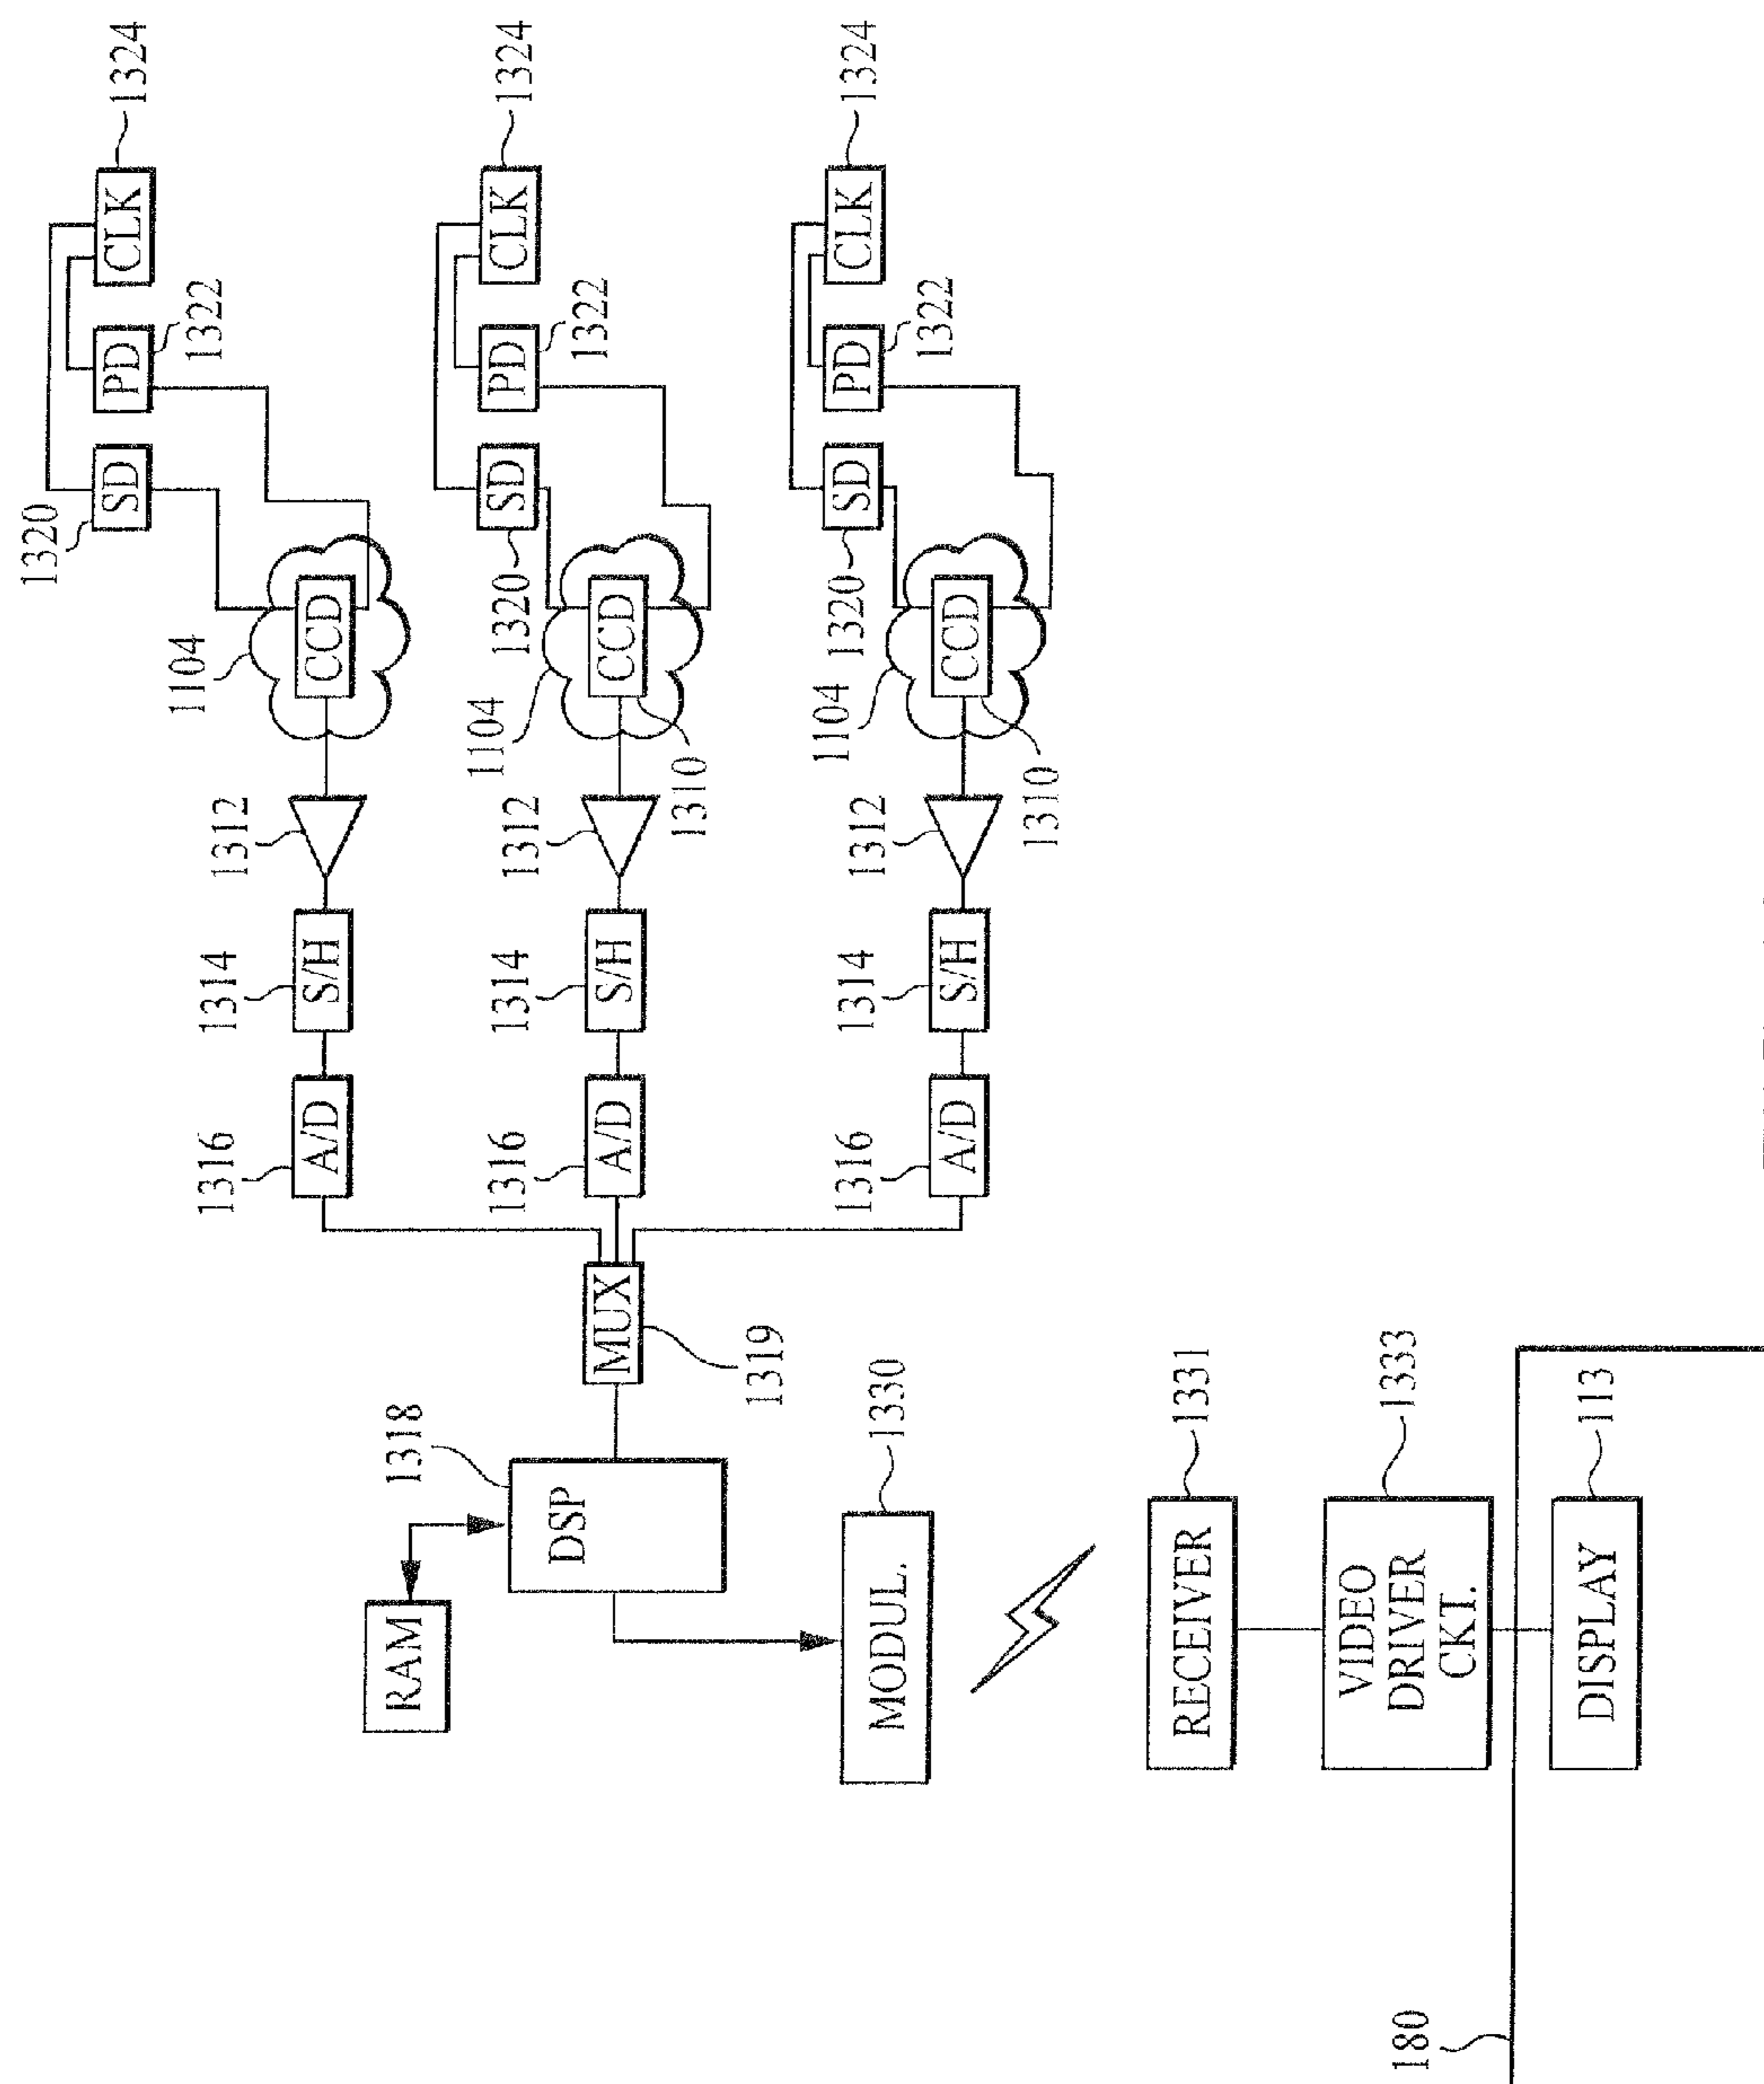 1320
SD
PD
1322
CLK
1324
1104
CCD
1312
1314
S/H
1316
A/D
1320
SD
PD
1322
CLK
1324
1104
CCD
1310
1312
1314
S/H
1316
A/D
1320
SD
PD
1322
CLK
1324
1104
CCD
1310
1312
1314
S/H
1316
A/D
MUX
1319
1318
DSP
RAM
MODUL.
1330
RECEIVER
1331
VIDEO
DRIVER
CKT.
1333
DISPLAY
113
180